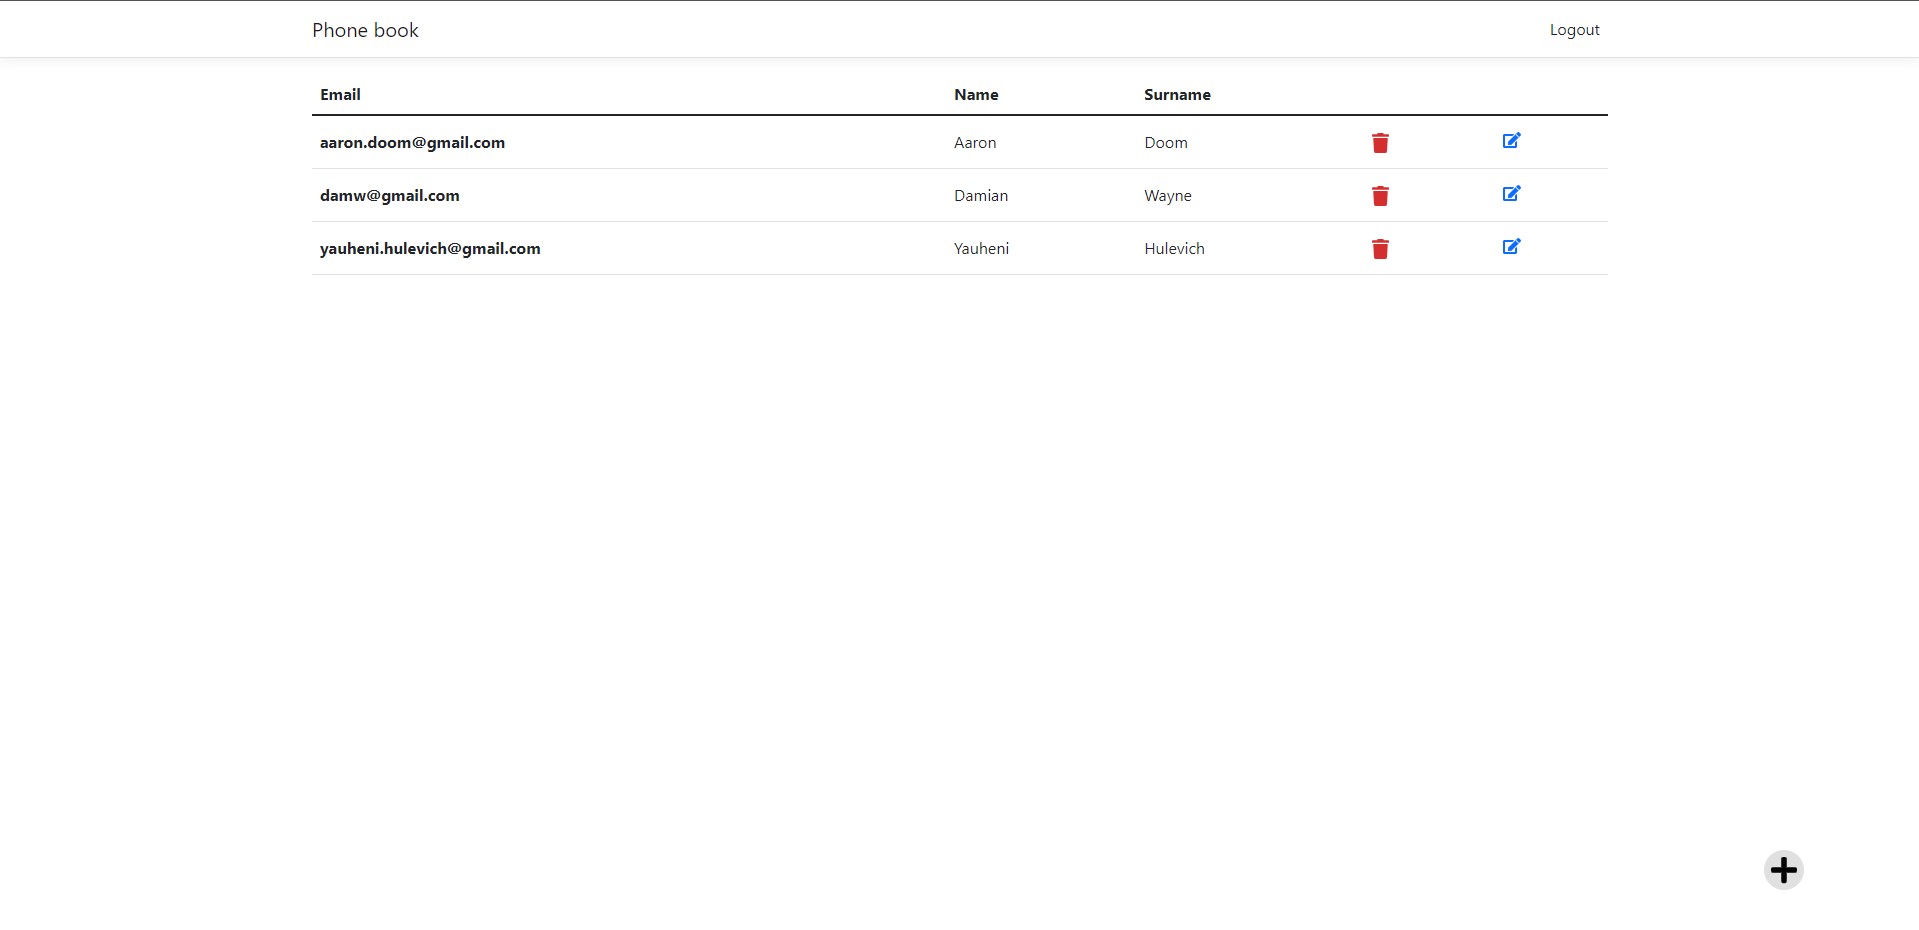 Phone book Logout
Email Name Surname
aaron.doom@gmail.com Aaron Doom
damw@gmail.com Damian Wayne
yauheni.hulevich@gmail.com Yauheni Hulevich